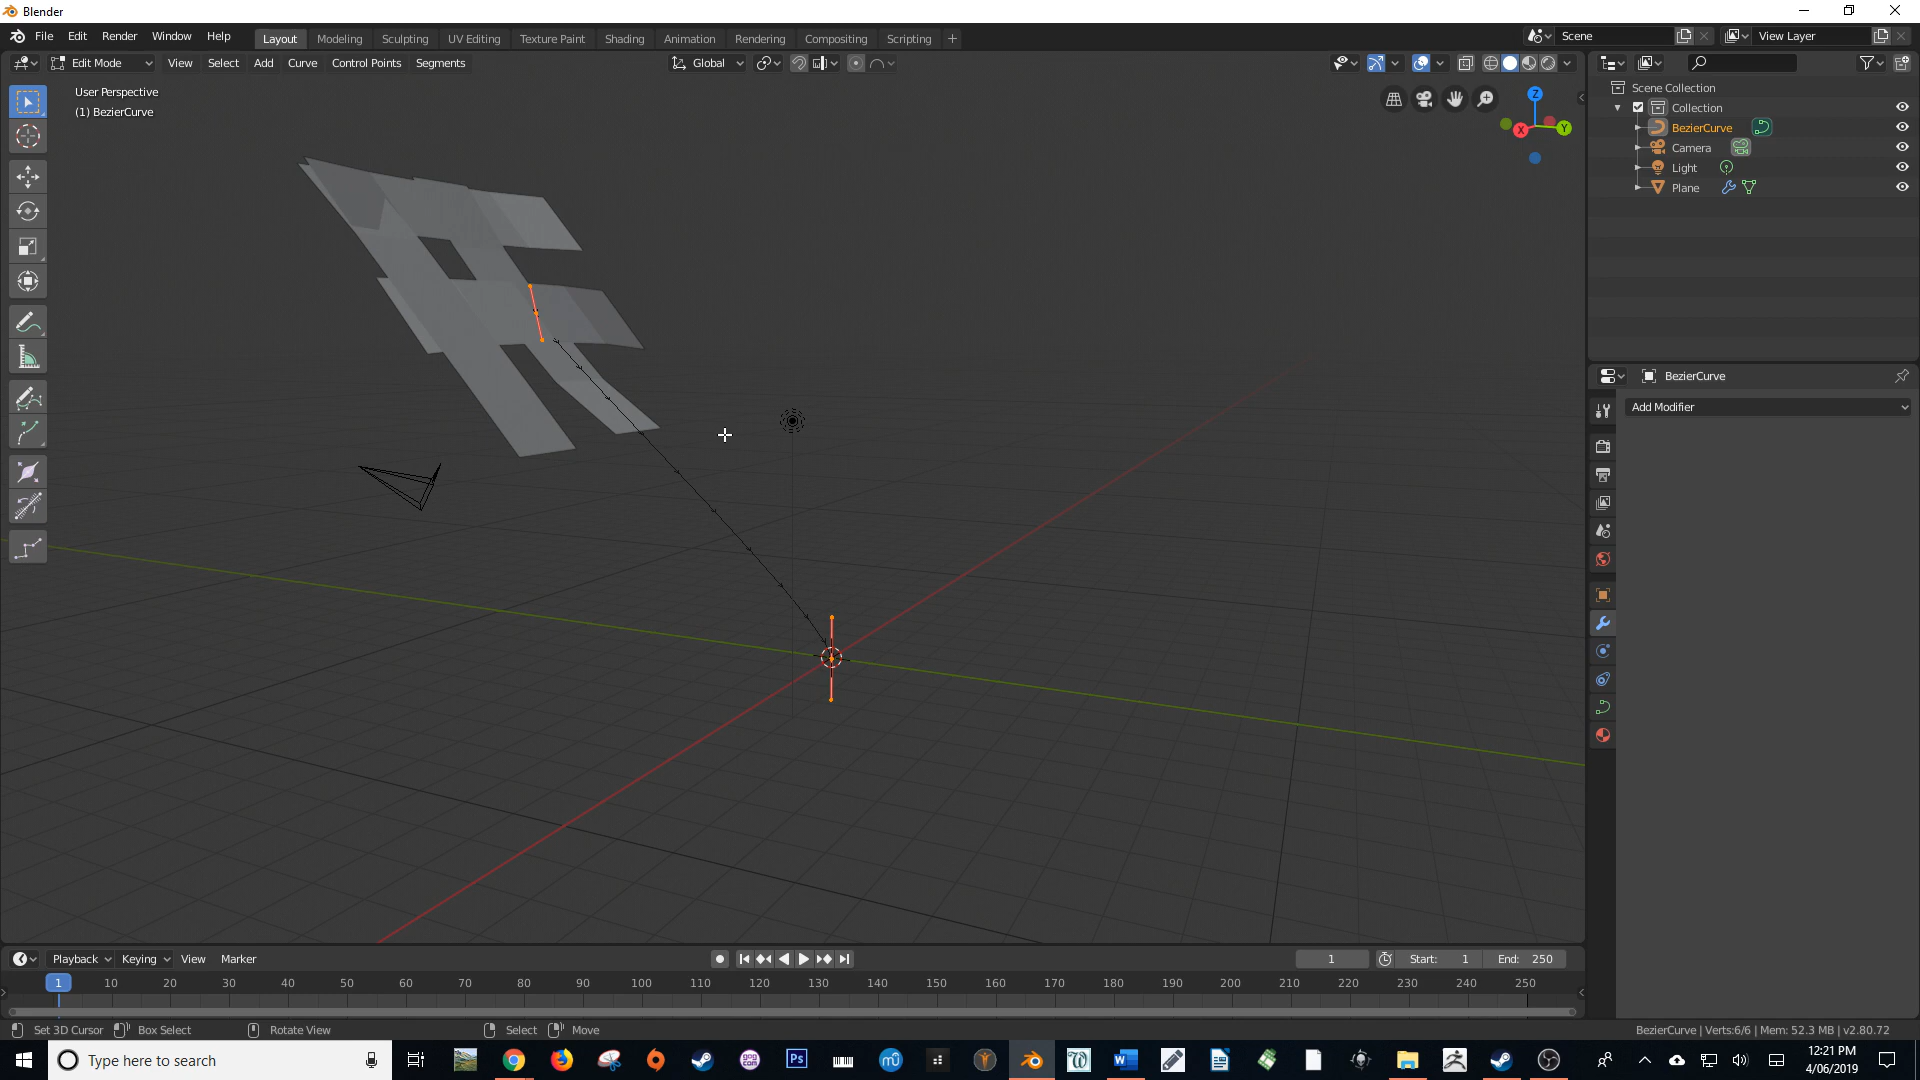 Blender
File Edit Render Window Help
Layout Modeling Sculpting UV Editing Texture Paint Shading Animation Rendering Compositing Scripting +
Scene
View Layer
Edit Mode View Select Add Curve Control Points Segments
Global
User Perspective
(1) BezierCurve
Z
X
Y
Scene Collection
Collection
BezierCurve
Camera
Light
Plane
BezierCurve
Add Modifier
Playback Keying View Marker
1
Start: 1
End: 250
1 10 20 30 40 50 60 70 80 90 100 110 120 130 140 150 160 170 180 190 200 210 220 230 240 250
Set 3D Cursor Box Select Rotate View Select Move
BezierCurve | Verts:6/6 | Mem: 52.3 MB | v2.80.72
Type here to search
gog
com
Ps
W
12:21 PM
4/06/2019